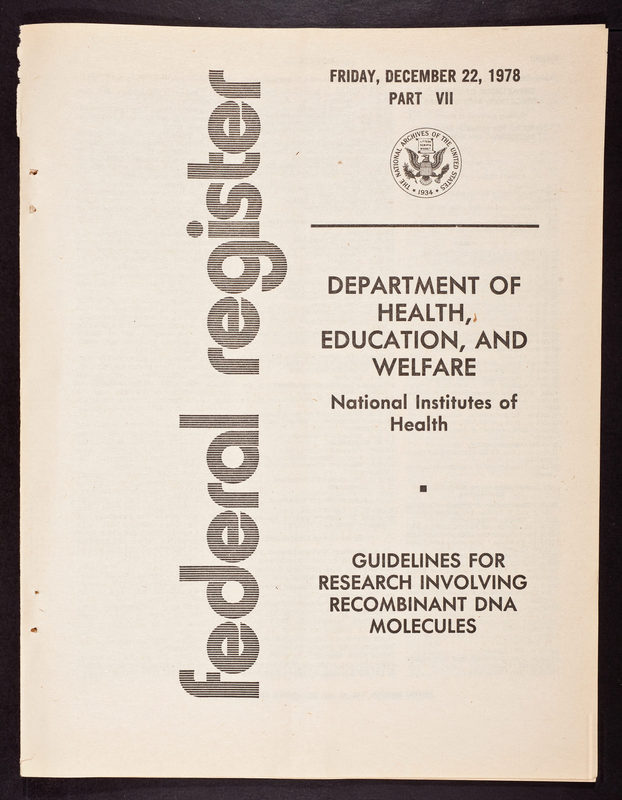 federal register
FRIDAY, DECEMBER 22, 1978
PART VII
THE NATIONAL ARCHIVES OF THE UNITED STATES
1934
DEPARTMENT OF
HEALTH,
EDUCATION, AND
WELFARE
National Institutes of
Health
GUIDELINES FOR
RESEARCH INVOLVING
RECOMBINANT DNA
MOLECULES